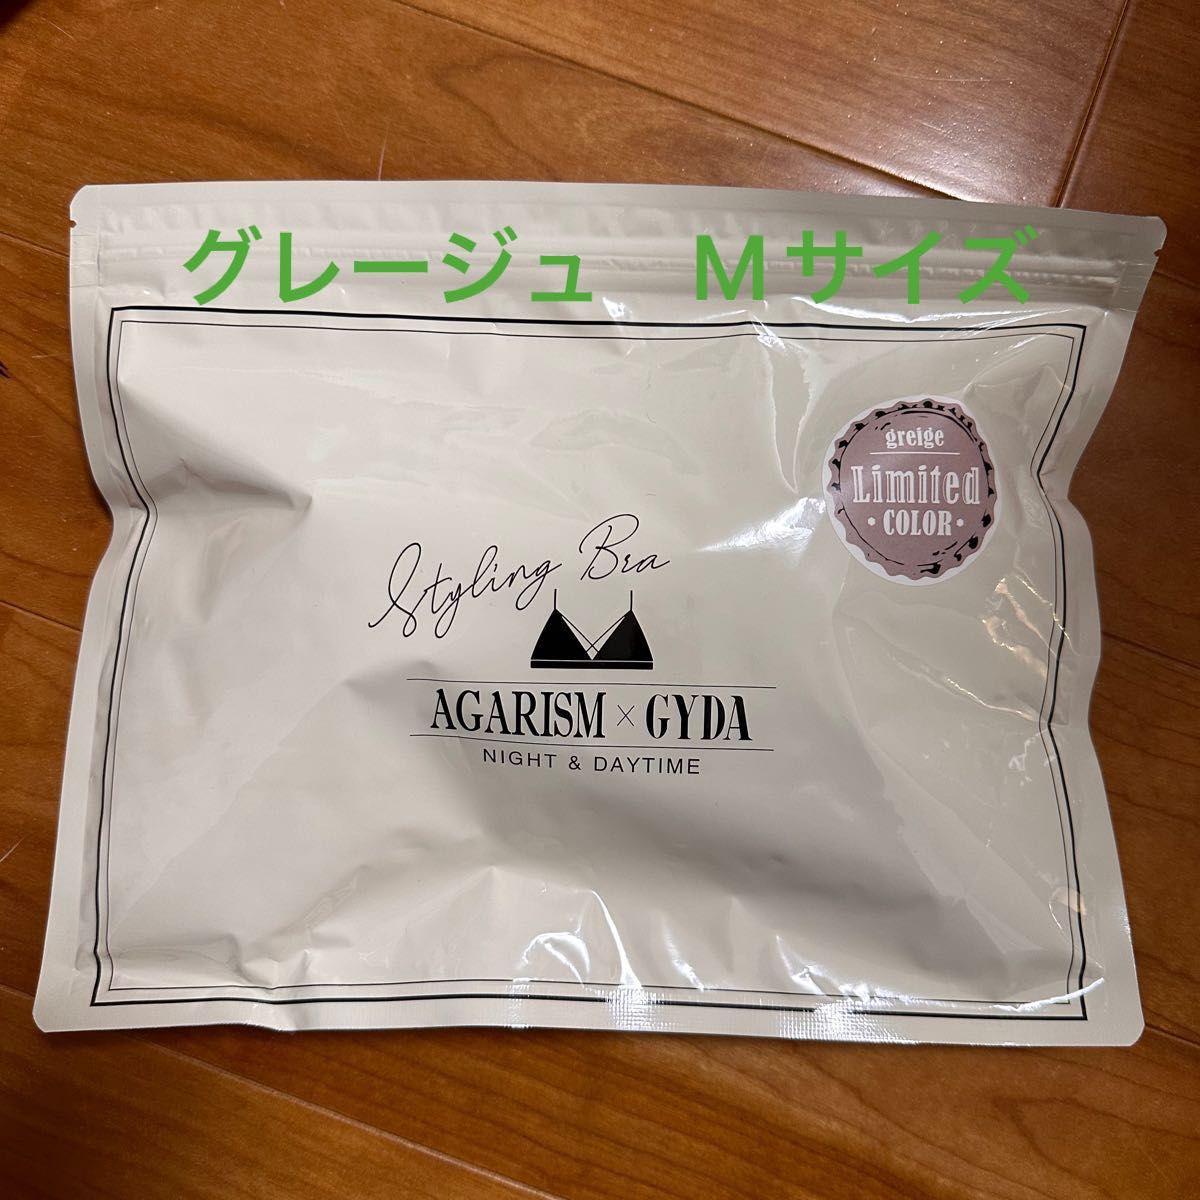 グレージュ　Mサイズ
greige
Limited
・COLOR・
Styling Bra
AGARISM × GYDA
NIGHT & DAYTIME